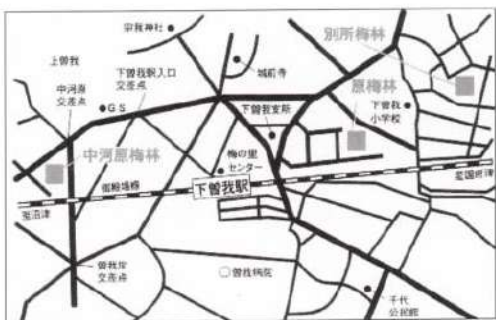 宗我神社
別所梅林
上曽我
下曽我駅入口
交差点
城前寺
中河原
交差点
GS
原梅林
下曽我支所
下曽我
小学校
中河原梅林
梅の里
センター
御殿場線
下曽我駅
至国府津
至沼津
曽我岸
交差点
曽我病院
千代
公民館